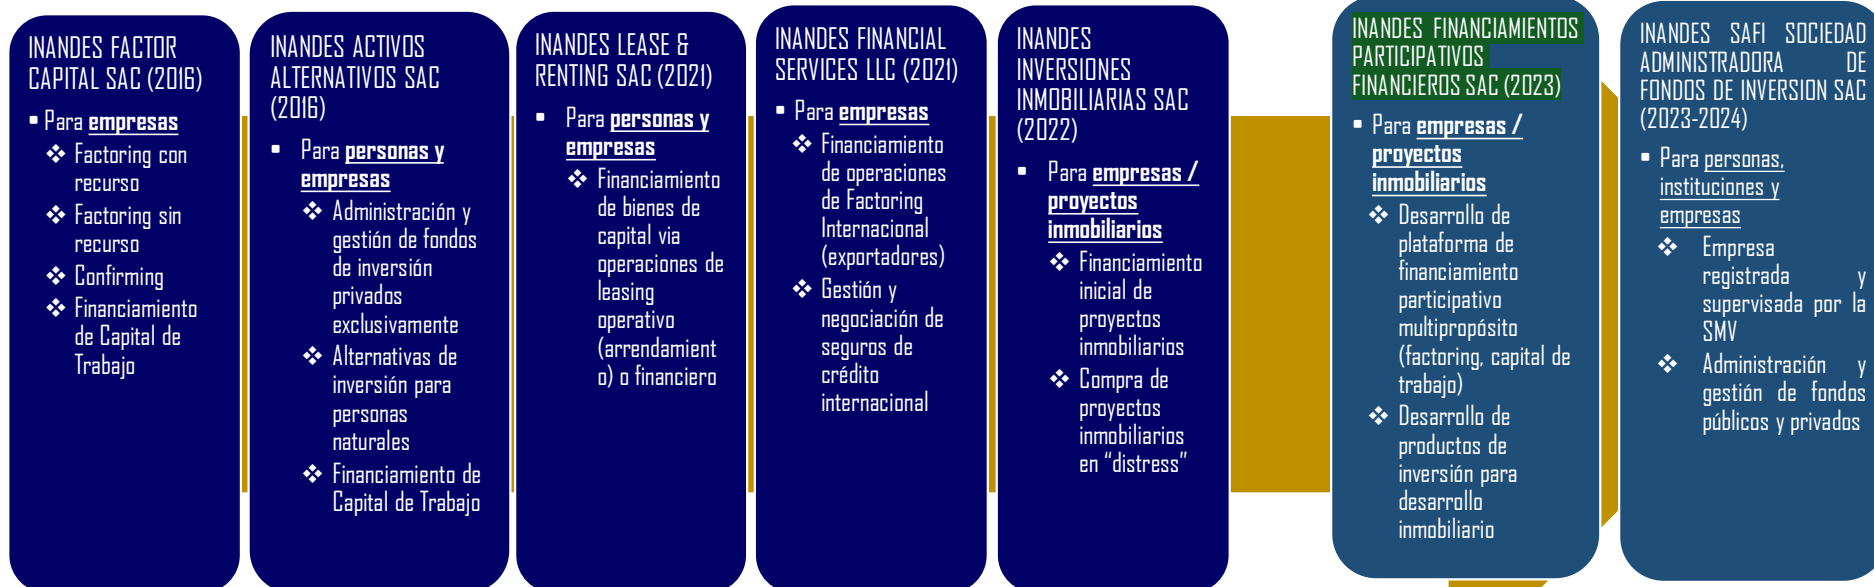 INANDES FACTOR
CAPITAL SAC (2016)
▪ Para empresas
❖ Factoring con
recurso
❖ Factoring sin
recurso
❖ Confirming
❖ Financiamiento
de Capital de
Trabajo
INANDES ACTIVOS
ALTERNATIVOS SAC
(2016)
▪ Para personas y
empresas
❖ Administración y
gestión de fondos
de inversión
privados
exclusivamente
❖ Alternativas de
inversión para
personas
naturales
❖ Financiamiento de
Capital de Trabajo
INANDES LEASE &
RENTING SAC (2021)
▪ Para personas y
empresas
❖ Financiamiento
de bienes de
capital via
operaciones de
leasing
operativo
(arrendamient
o) o financiero
INANDES FINANCIAL
SERVICES LLC (2021)
▪ Para empresas
❖ Financiamiento
de operaciones
de Factoring
Internacional
(exportadores)
❖ Gestión y
negociación de
seguros de
crédito
internacional
INANDES
INVERSIONES
INMOBILIARIAS SAC
(2022)
▪ Para empresas /
proyectos
inmobiliarios
❖ Financiamiento
inicial de
proyectos
inmobiliarios
❖ Compra de
proyectos
inmobiliarios
en “distress”
INANDES FINANCIAMIENTOS
PARTICIPATIVOS
FINANCIEROS SAC (2023)
▪ Para empresas /
proyectos
inmobiliarios
❖ Desarrollo de
plataforma de
financiamiento
participativo
multipropósito
(factoring, capital de
trabajo)
❖ Desarrollo de
productos de
inversión para
desarrollo
inmobiliario
INANDES SAFI SOCIEDAD
ADMINISTRADORA DE
FONDOS DE INVERSION SAC
(2023-2024)
▪ Para personas,
instituciones y
empresas
❖ Empresa
registrada y
supervisada por la
SMV
❖ Administración y
gestión de fondos
públicos y privados